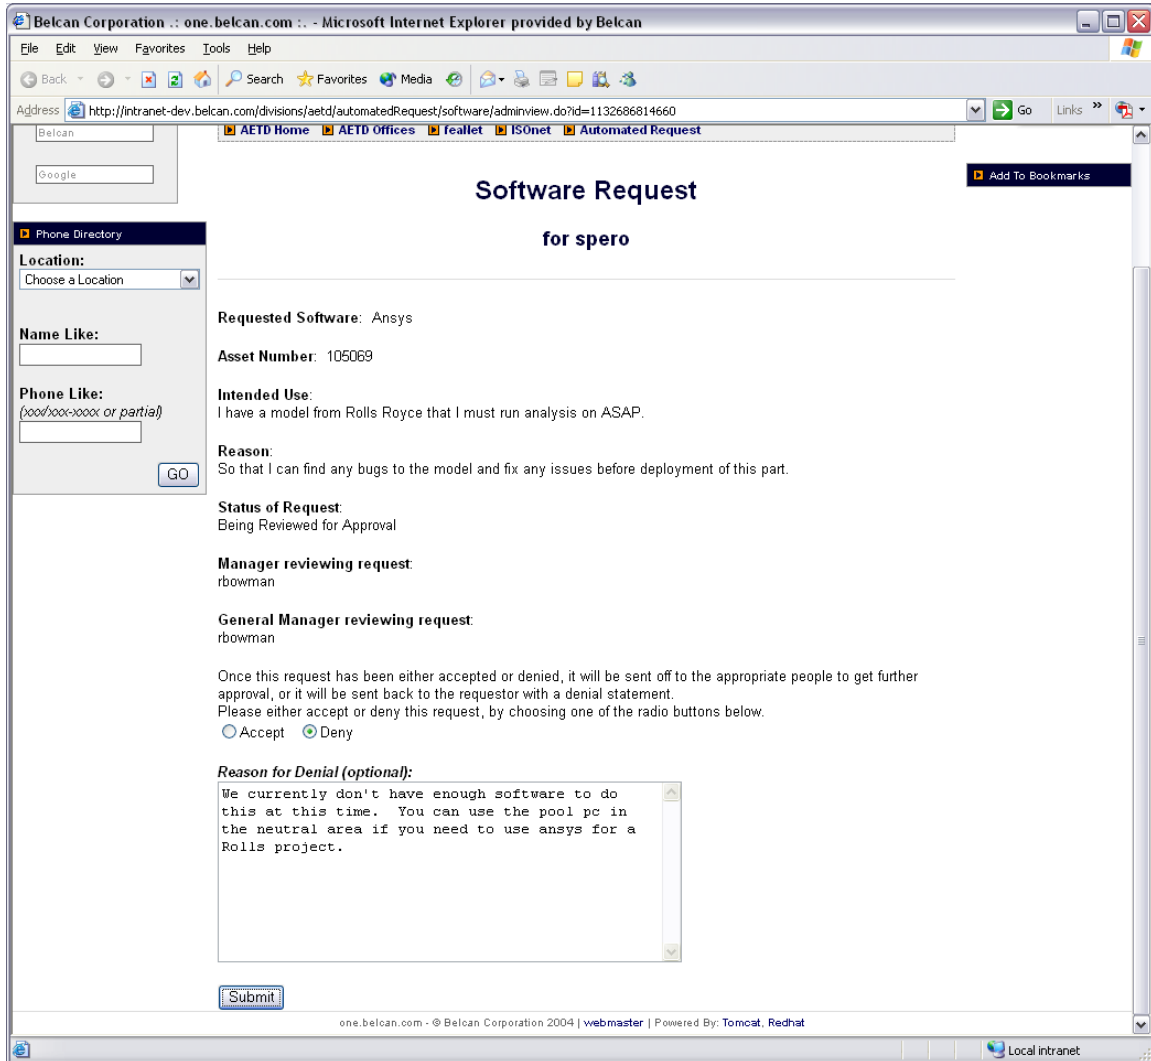 Belcan Corporation .: one.belcan.com :. - Microsoft Internet Explorer provided by Belcan
File Edit View Favorites Tools Help
Back Search Favorites Media
Address http://intranet-dev.belcan.com/divisions/aetd/automatedRequest/software/adminview.do?id=1132686814660 Go Links »
Belcan
AETD Home AETD Offices feallet ISOnet Automated Request
Google
Add To Bookmarks
Software Request
for spero
Phone Directory
Location:
Choose a Location
Name Like:
Phone Like:
(xxx/xxx-xxxx or partial)
GO
Requested Software: Ansys
Asset Number: 105069
Intended Use:
I have a model from Rolls Royce that I must run analysis on ASAP.
Reason:
So that I can find any bugs to the model and fix any issues before deployment of this part.
Status of Request:
Being Reviewed for Approval
Manager reviewing request:
rbowman
General Manager reviewing request:
rbowman
Once this request has been either accepted or denied, it will be sent off to the appropriate people to get further
approval, or it will be sent back to the requestor with a denial statement.
Please either accept or deny this request, by choosing one of the radio buttons below.
Accept Deny
Reason for Denial (optional):
We currently don't have enough software to do
this at this time.  You can use the pool pc in
the neutral area if you need to use ansys for a
Rolls project.
Submit
one.belcan.com - © Belcan Corporation 2004 | webmaster | Powered By: Tomcat, Redhat
Local intranet